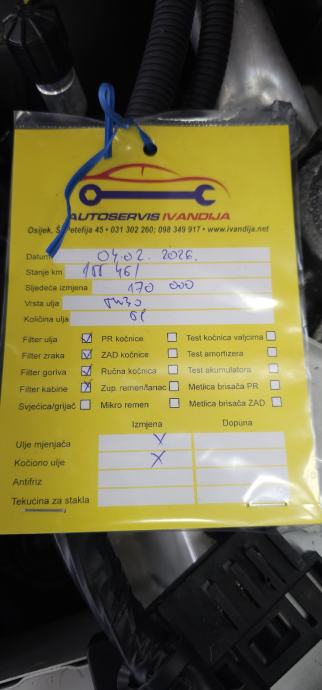 AUTOSERVIS IVANDIJA
Osijek, Š. Petefija 45 • 031 302 260; 098 349 917 • www.ivandija.net
Datum 04.02. 2026.
Stanje km
Sljedeća izmjena 170 000
Vrsta ulja 5W30
Količina ulja
Filter ulja PR kočnice Test kočnica valjcima
Filter zraka ZAD kočnice Test amortizera
Filter goriva Ručna kočnica Test akumulatora
Filter kabine Zup. remen/lanac Metlica brisača PR
Svjećica/grijač Mikro remen Metlica brisača ZAD
Izmjena Dopuna
Ulje mjenjača
Kočiono ulje
Antifriz
Tekućina za stakla